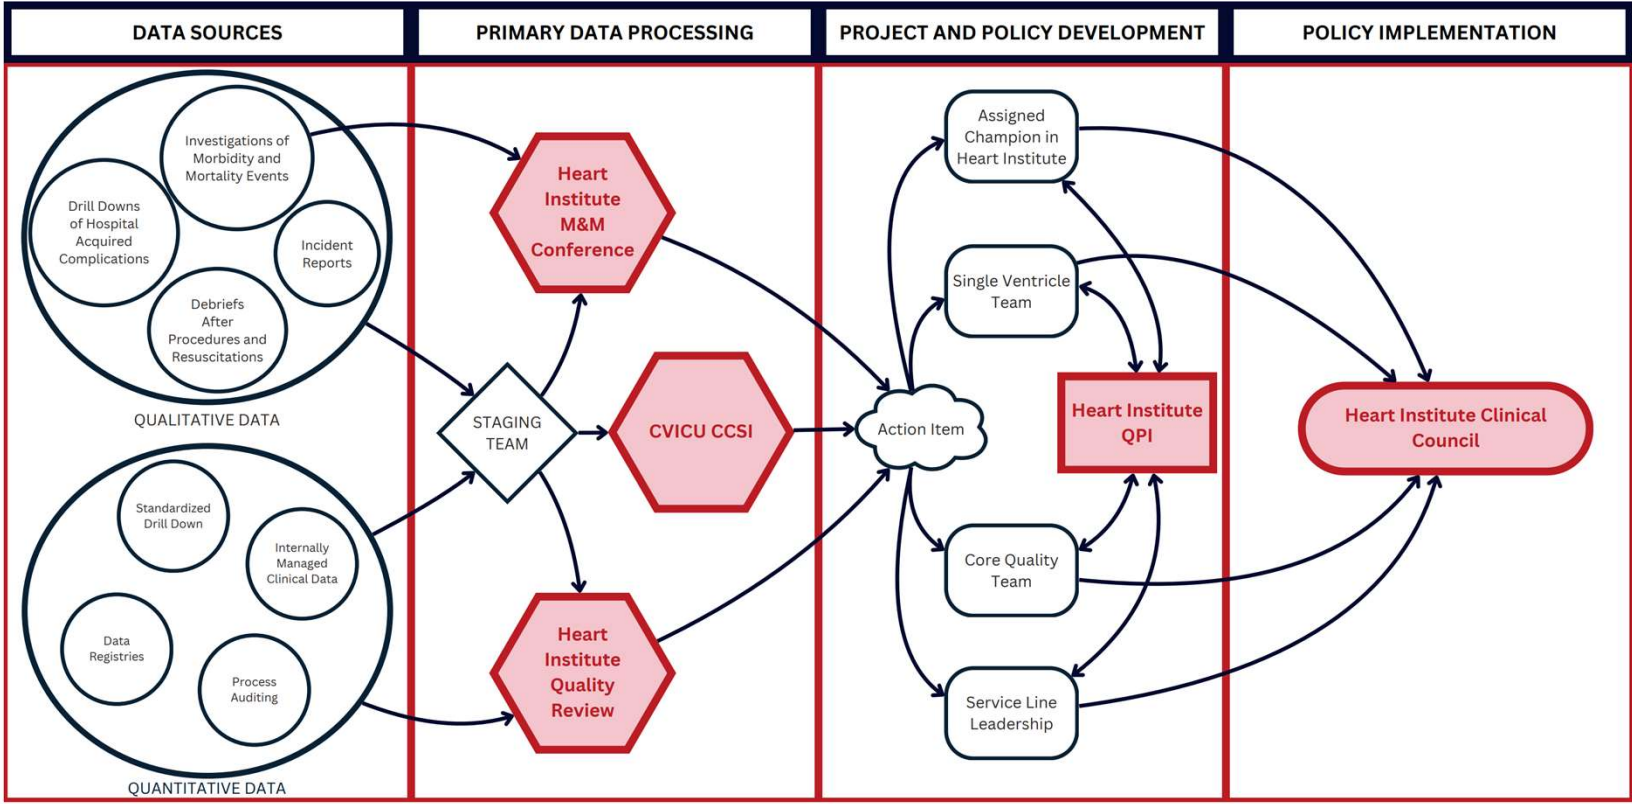 DATA SOURCES
PRIMARY DATA PROCESSING
PROJECT AND POLICY DEVELOPMENT
POLICY IMPLEMENTATION
Investigations of
Morbidity and
Mortality Events
Drill Downs
of Hospital
Acquired
Complications
Incident
Reports
Debriefs
After
Procedures and
Resuscitations
QUALITATIVE DATA
Standardized
Drill Down
Internally
Managed
Clinical Data
Data
Registries
Process
Auditing
QUANTITATIVE DATA
STAGING
TEAM
Heart
Institute
M&M
Conference
CVICU CCSI
Heart
Institute
Quality
Review
Action Item
Assigned
Champion in
Heart Institute
Single Ventricle
Team
Heart Institute
QPI
Core Quality
Team
Service Line
Leadership
Heart Institute Clinical
Council